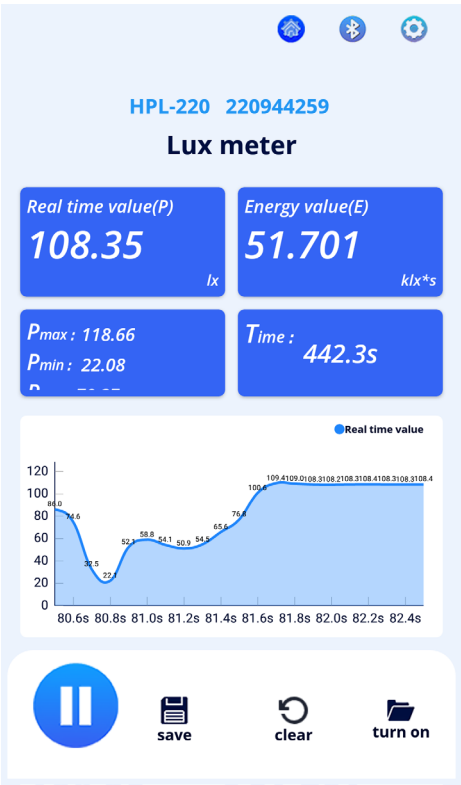 HPL-220 220944259
Lux meter
Real time value(P)
108.35
lx
Energy value(E)
51.701
klx*s
Pmax : 118.66
Pmin : 22.08
Time :
442.3s
Real time value
120
100
80
60
40
20
0
86.0
74.6
32.5
22.1
52.1
58.8
54.1
50.9
54.5
65.6
76.8
100.6
109.4
109.0
108.3
108.2
108.3
108.4
108.3
108.3
108.4
80.6s 80.8s 81.0s 81.2s 81.4s 81.6s 81.8s 82.0s 82.2s 82.4s
save
clear
turn on